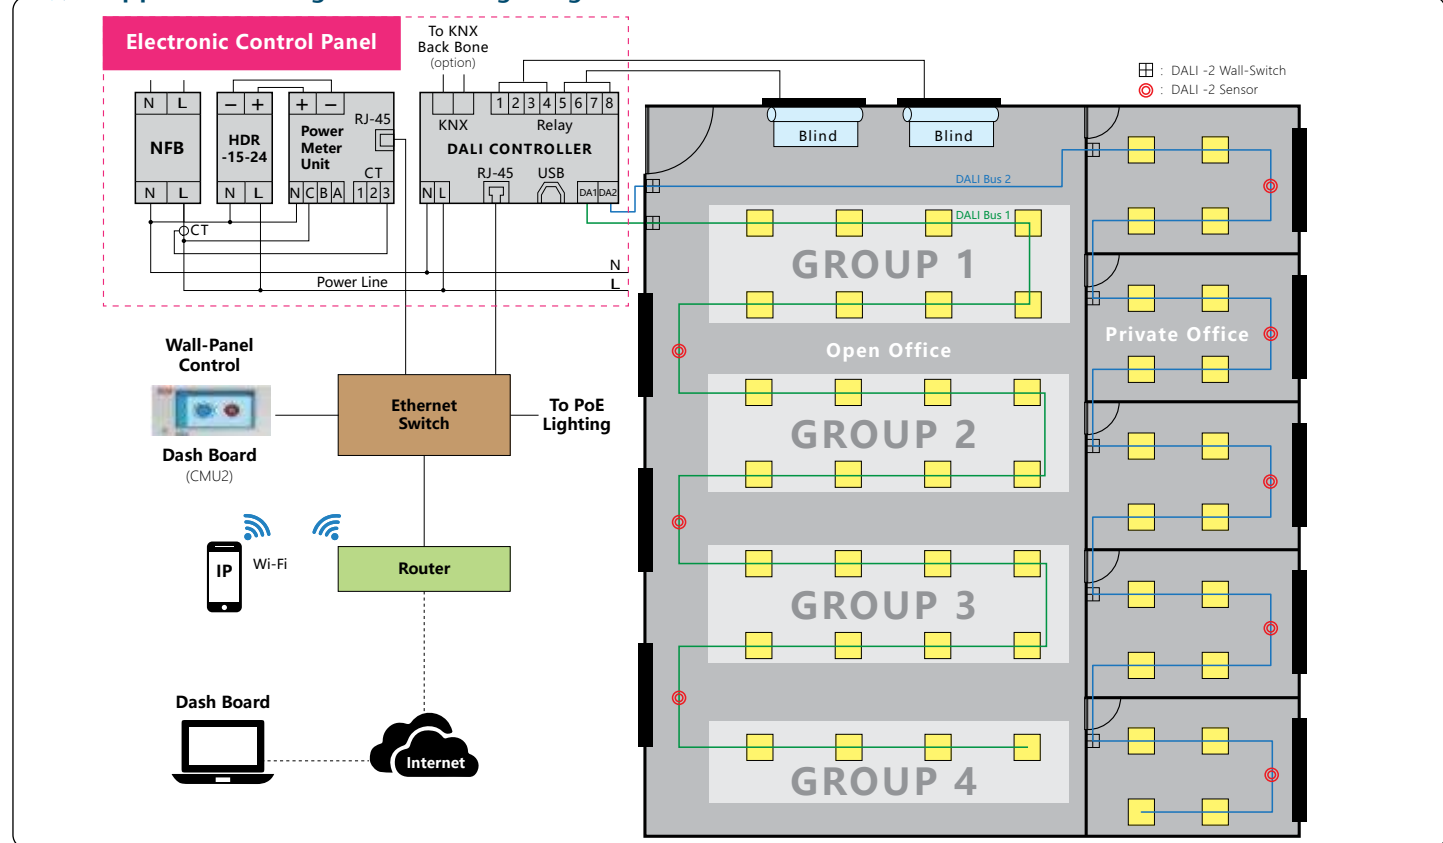 Electronic Control Panel
To KNX
Back Bone
(option)
N L
NFB
N L
− +
HDR
-15-24
N L
+ −
RJ-45
Power
Meter
Unit
CT
N C B A 1 2 3
1 2 3 4 5 6 7 8
KNX Relay
DALI CONTROLLER
RJ-45 USB
N L DA1 DA2
CT
N
Power Line L
Wall-Panel
Control
Dash Board
(CMU2)
Ethernet
Switch
To PoE
Lighting
IP
Wi-Fi
Router
Dash Board
Internet
: DALI -2 Wall-Switch
: DALI -2 Sensor
Blind Blind
DALI Bus 2
DALI Bus 1
GROUP 1
Open Office
Private Office
GROUP 2
GROUP 3
GROUP 4